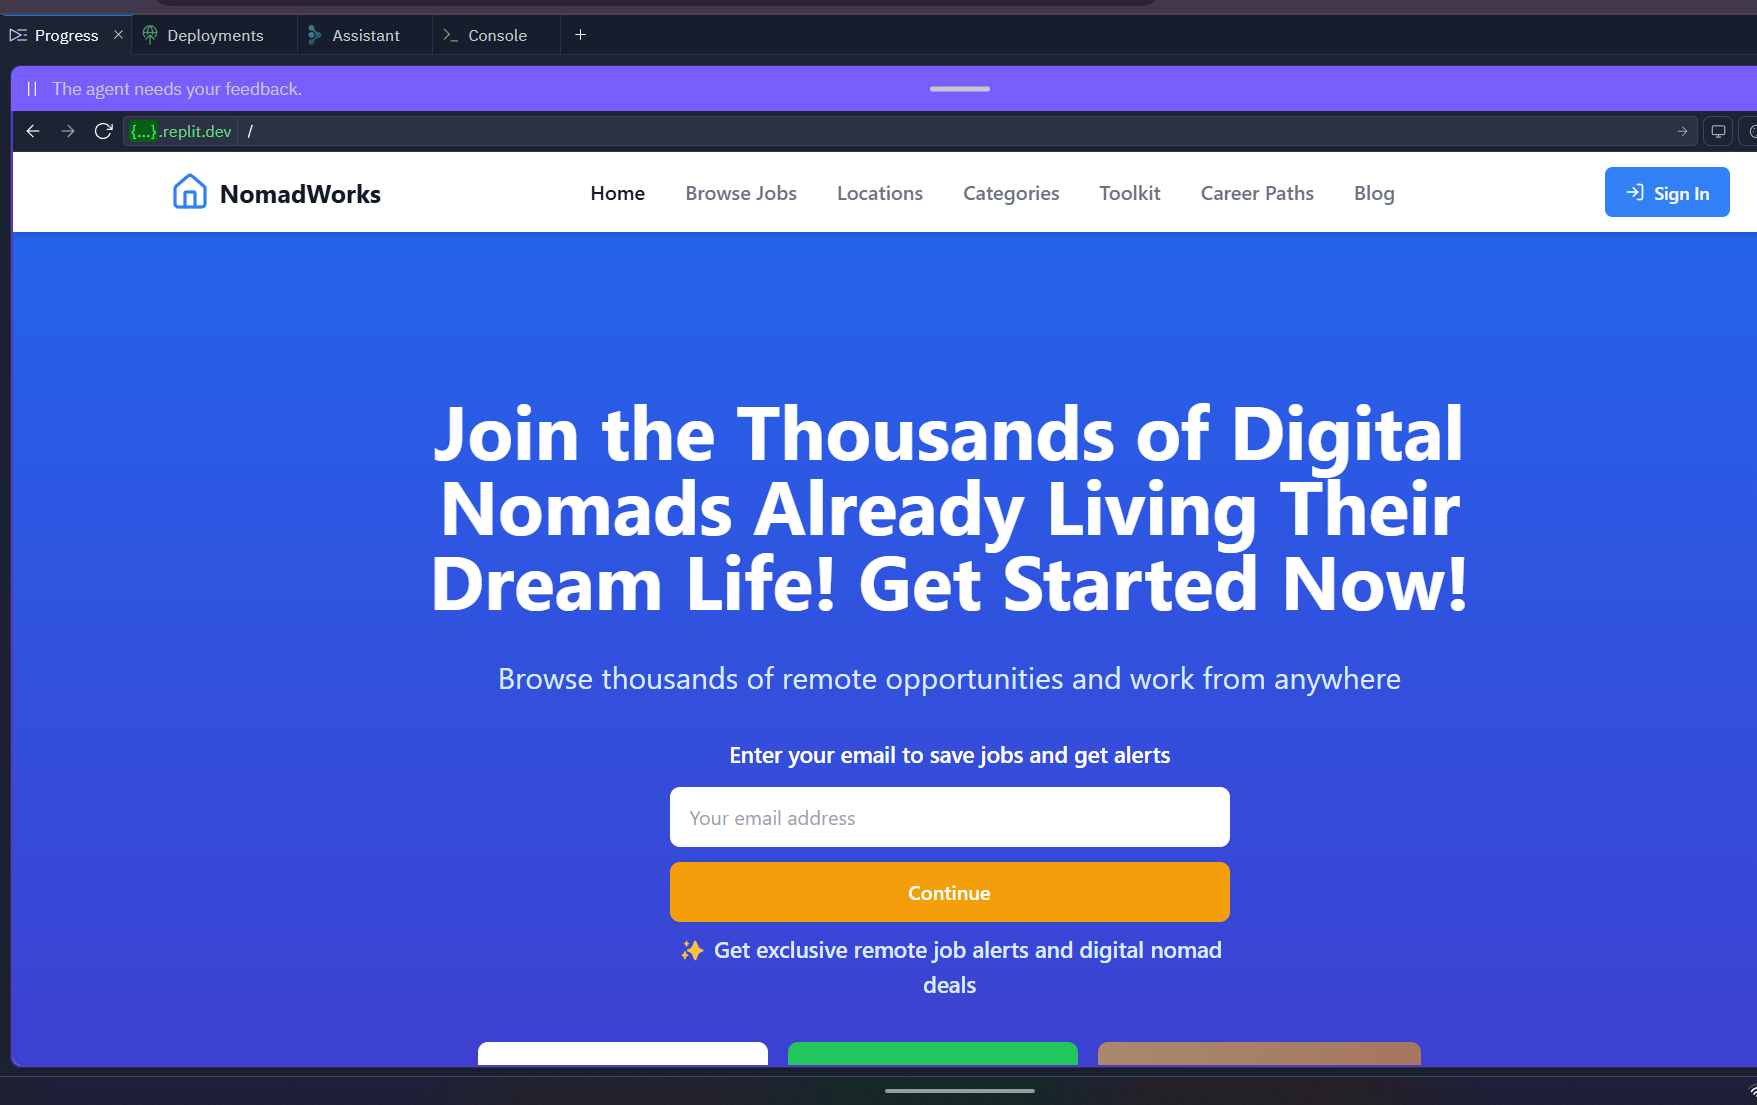 Progress
Deployments
Assistant
Console
The agent needs your feedback.
{...}.replit.dev /
NomadWorks
Home
Browse Jobs
Locations
Categories
Toolkit
Career Paths
Blog
Sign In
Join the Thousands of Digital
Nomads Already Living Their
Dream Life! Get Started Now!
Browse thousands of remote opportunities and work from anywhere
Enter your email to save jobs and get alerts
Your email address
Continue
✨ Get exclusive remote job alerts and digital nomad
deals